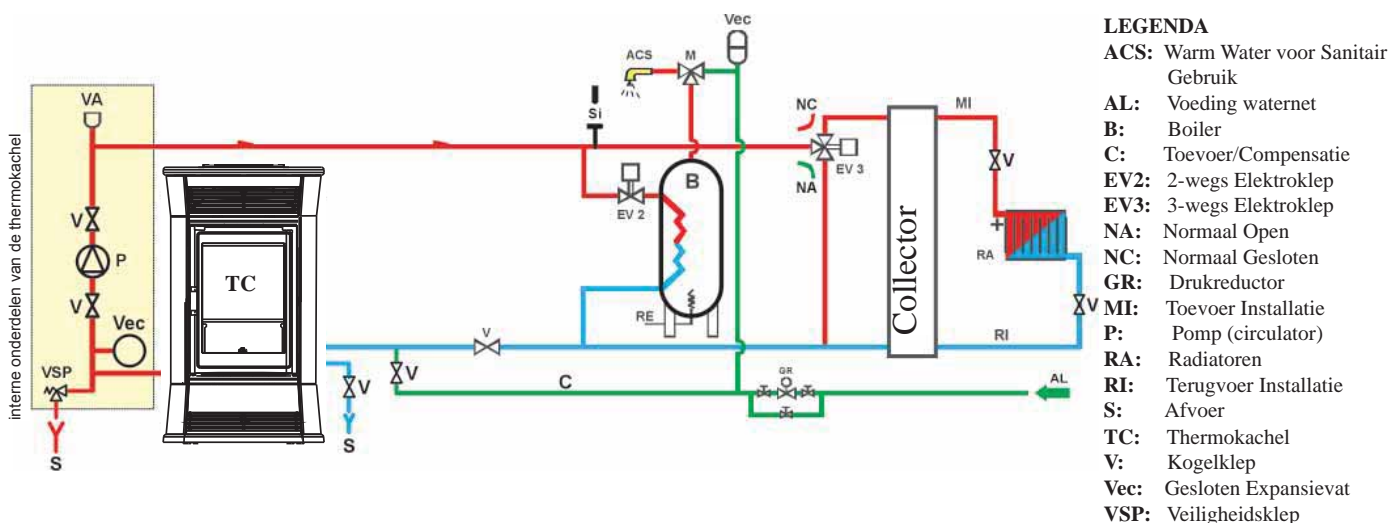 interne onderdelen van de thermokachel
VA
V
P
V
Vec
VSP
S
TC
V
S
Vec
ACS
M
Si
NC
NA
EV 3
EV 2
B
RE
V
V
C
GR
AL
Collector
MI
V
+
RA
V
RI
LEGENDA
ACS: Warm Water voor Sanitair
Gebruik
AL: Voeding waternet
B: Boiler
C: Toevoer/Compensatie
EV2: 2-wegs Elektroklep
EV3: 3-wegs Elektroklep
NA: Normaal Open
NC: Normaal Gesloten
GR: Drukreductor
MI: Toevoer Installatie
P: Pomp (circulator)
RA: Radiatoren
RI: Terugvoer Installatie
S: Afvoer
TC: Thermokachel
V: Kogelklep
Vec: Gesloten Expansievat
VSP: Veiligheidsklep